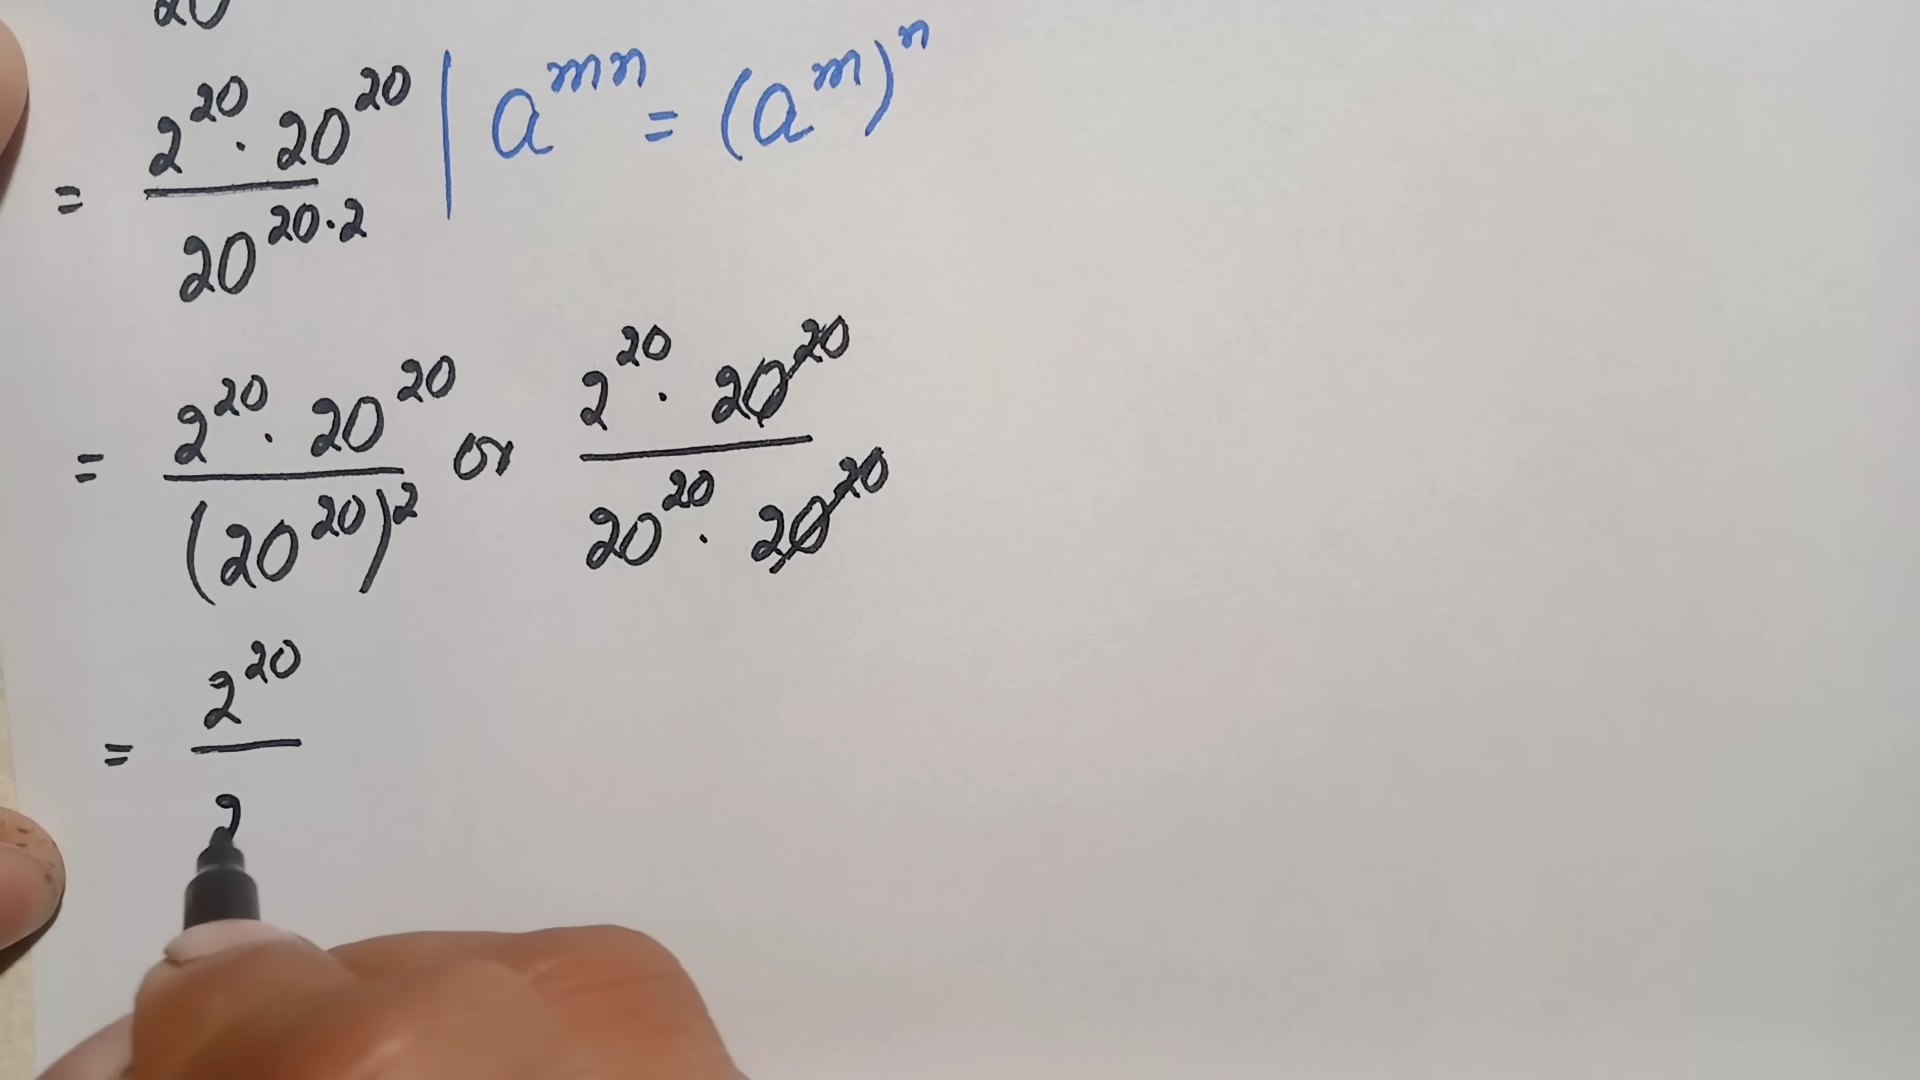 20
= 2^20 · 20^20 / 20^20·2 | a^mn = (a^m)^n
= 2^20 · 20^20 / (20^20)^2 or 2^20 · 20^20 / 20^20 · 20^20
= 2^20 / 2